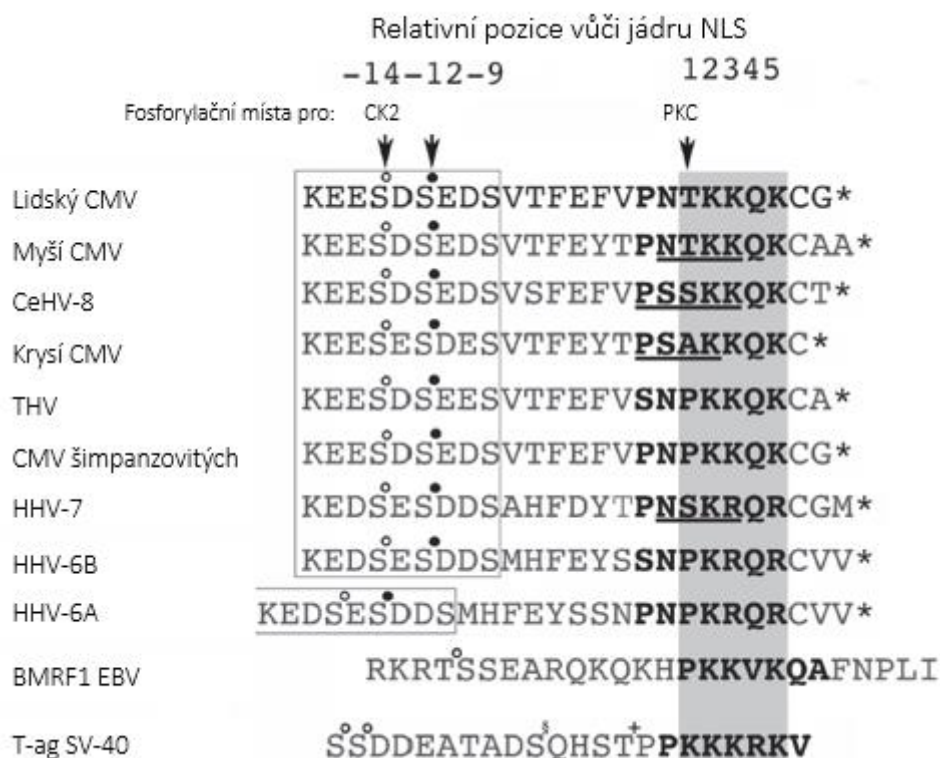 Relativní pozice vůči jádru NLS
-14-12-9 12345
Fosforylační místa pro: CK2 PKC
Lidský CMV KEESDSEDSVTFEFVPNTKKQKCG*
Myší CMV KEESDSEDSVTFEYTPNTKKQKCAA*
CeHV-8 KEESDSEDSVSFEFVPSSKKQKCT*
Krysí CMV KEESESDESVTFEYTPSAKKQKC*
THV KEESDSEESVTFEFVSNPKKQKCA*
CMV šimpanzovitých KEESDSEDSVTFEFVPNPKKQKCG*
HHV-7 KEDSESDDSAHFDYTPNSKRQRCGM*
HHV-6B KEDSESDDSMHFEYSSNPKRQRCVV*
HHV-6A KEDSESDDSMHFEYSSNPNPKRQRCVV*
BMRF1 EBV RKRTSSEARQKQKHPKKVKQAFNPLI
T-ag SV-40 SSDDEATADSQHSTPPKKKRKV